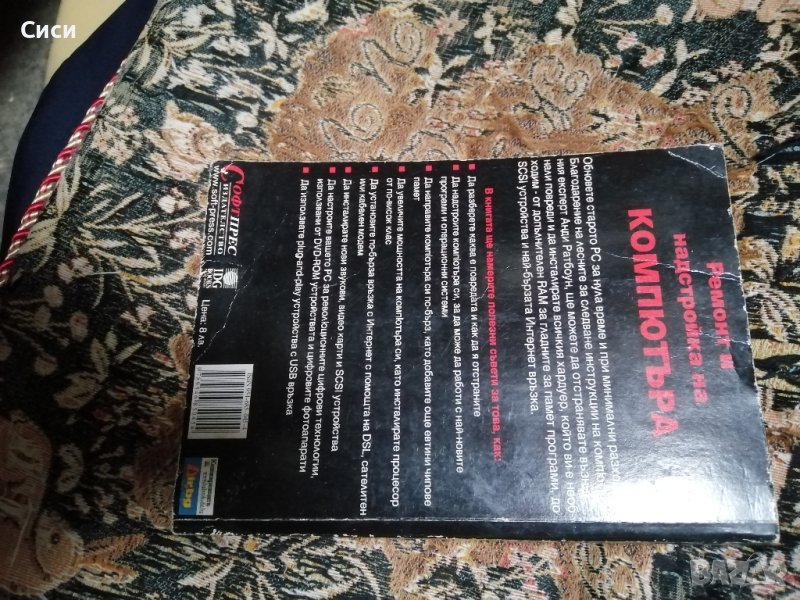 Сиси
Ремонт и
надстройка на
КОМПЮТЪРА
Обновете старото PC за нула време и при минимални
Благодарение на лесните за следване инструкции на
ния експерт Анди Ратбоун, ще можете да отстранявате
нали повреди и да инсталирате всичкия хардуер, който ви е необ-
ходим - от допълнителен RAM за гладните за памет програми, до
SCSI устройства и най-бързата Интернет връзка.
В книгата ще намерите полезни съвети за това, как:
Да разберете каква е повредата и как да я отстраните
Да надстроите компютъра си, за да може да работи с най-новите
програми и операционни системи
Да направите компютъра си по-бърз, като добавите още евтини чипове
памет
Да увеличите мощността на компютъра си, като инсталирате процесор
от по-висок клас
Да установите по-бърза връзка с Интернет с помощта на DSL, сателитен
или кабелен модем
Да инсталирате нови звукови, видео карти и SCSI устройства
Да настроите вашето PC за революционните цифрови технологии,
използвани от DVD-ROM устройствата и цифровите фотоапарати
Да използвате plug-and-play устройства с USB връзка
СОФТПРЕС
ИЗДАТЕЛСТВО
www.soft-press.com
IDG
BOOKS
Цена: 8 лв.
BAZAR